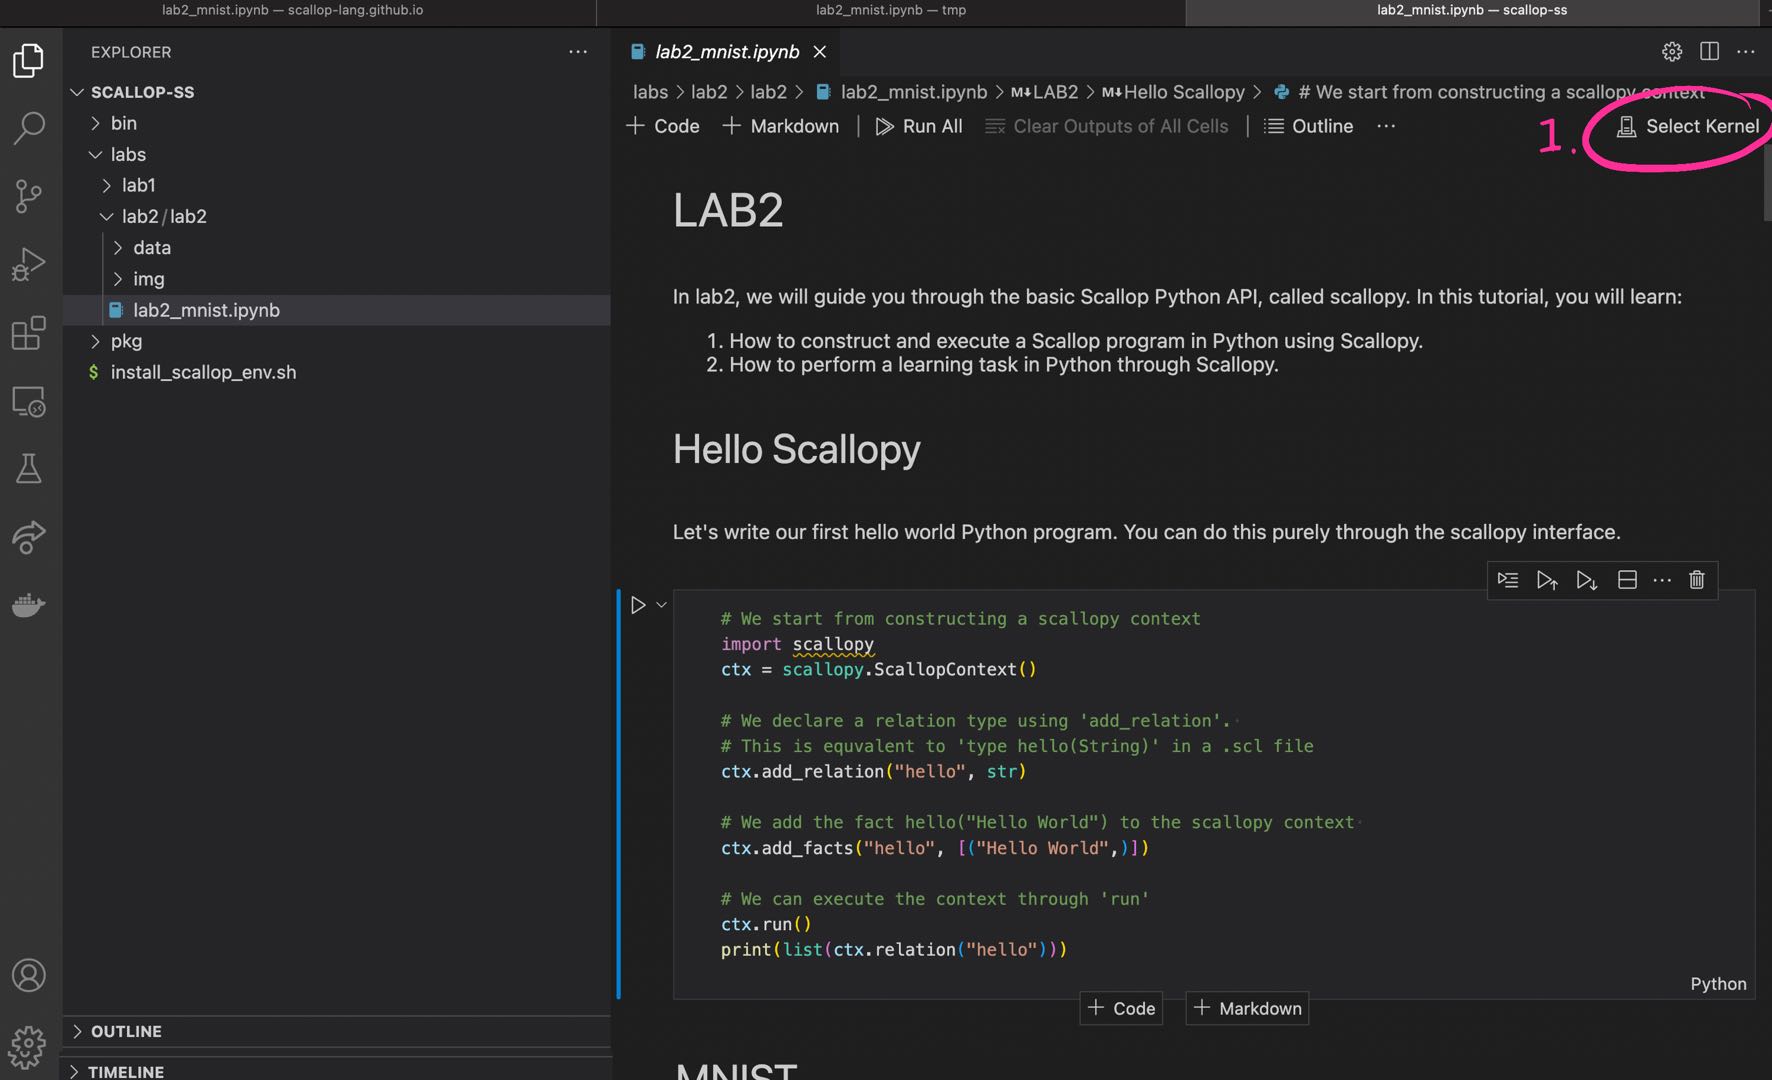 lab2_mnist.ipynb — scallop-lang.github.io
lab2_mnist.ipynb — tmp
lab2_mnist.ipynb — scallop-ss
EXPLORER
SCALLOP-SS
bin
labs
lab1
lab2 / lab2
data
img
lab2_mnist.ipynb
pkg
$ install_scallop_env.sh
OUTLINE
TIMELINE
lab2_mnist.ipynb
labs > lab2 > lab2 > lab2_mnist.ipynb > M↓LAB2 > M↓Hello Scallopy > # We start from constructing a scallopy context
+ Code + Markdown | Run All Clear Outputs of All Cells | Outline ... Select Kernel
1.
LAB2
In lab2, we will guide you through the basic Scallop Python API, called scallopy. In this tutorial, you will learn:
1. How to construct and execute a Scallop program in Python using Scallopy.
2. How to perform a learning task in Python through Scallopy.
Hello Scallopy
Let's write our first hello world Python program. You can do this purely through the scallopy interface.
# We start from constructing a scallopy context
import scallopy
ctx = scallopy.ScallopContext()
# We declare a relation type using 'add_relation'.
# This is equvalent to 'type hello(String)' in a .scl file
ctx.add_relation("hello", str)
# We add the fact hello("Hello World") to the scallopy context
ctx.add_facts("hello", [("Hello World",)])
# We can execute the context through 'run'
ctx.run()
print(list(ctx.relation("hello")))
Python
+ Code + Markdown
MNIST